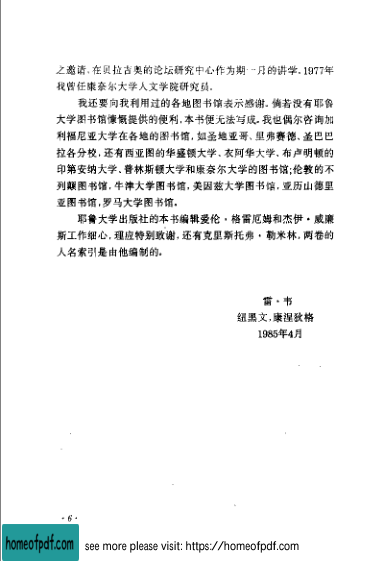 之邀请，在贝拉吉奥的论坛研究中心作为期一月的讲学。1977年
我曾任康奈尔大学人文学院研究员。
我还要向我利用过的各地图书馆表示感谢。倘若没有耶鲁
大学图书馆慷慨提供的便利，本书便无法写成。我也偶尔咨询加
利福尼亚大学在各地的图书馆，如圣地亚哥、里弗赛德、圣巴巴
拉各分校，还有西亚图的华盛顿大学、衣阿华大学、布卢明顿的
印第安纳大学、普林斯顿大学和康奈尔大学的图书馆；伦敦的不
列颠图书馆，牛津大学图书馆，美因兹大学图书馆，亚历山德里
亚图书馆，罗马大学图书馆。
耶鲁大学出版社的本书编辑爱伦·格雷厄姆和杰伊·威廉
斯工作细心，理应特别致谢，还有克里斯托弗·勒米林，两卷的
人名索引是由他编制的。
雷·韦
纽黑文，康涅狄格
1985年4月
·6·
homeofpdf.com
see more please visit: https://homeofpdf.com